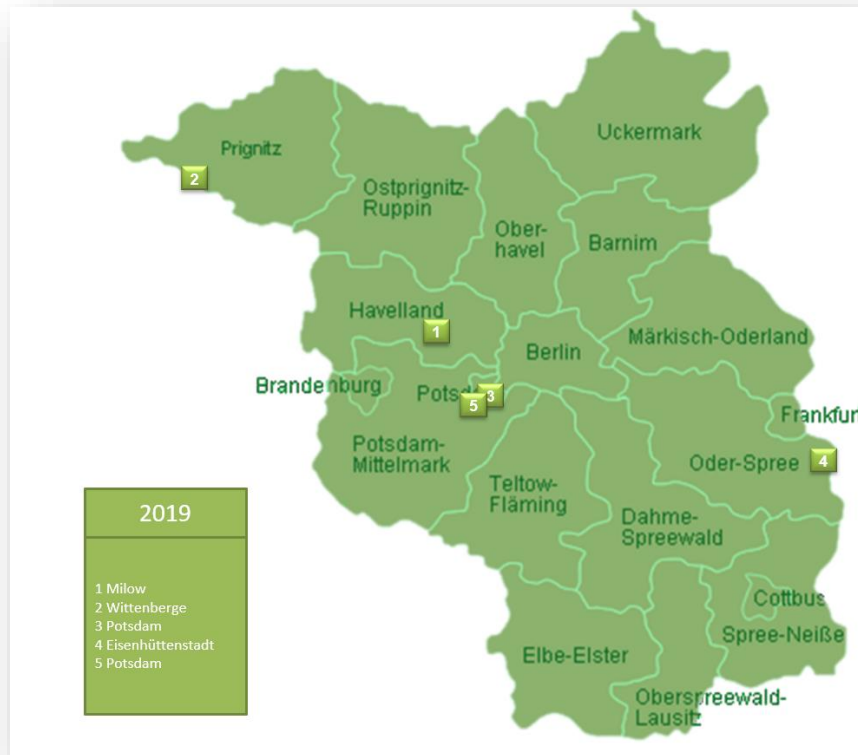 Uckermark
Prignitz
2
Ostprignitz-
Ruppin
Ober-
havel
Barnim
Havelland
1
Märkisch-Oderland
Berlin
Brandenburg
3
5
Frankfur
Potsdam-
Mittelmark
Oder-Spree
4
Teltow-
Fläming
Dahme-
Spreewald
2019
1 Milow
2 Wittenberge
3 Potsdam
4 Eisenhüttenstadt
5 Potsdam
Cottbus
Spree-Neiße
Elbe-Elster
Oberspreewald-
Lausitz